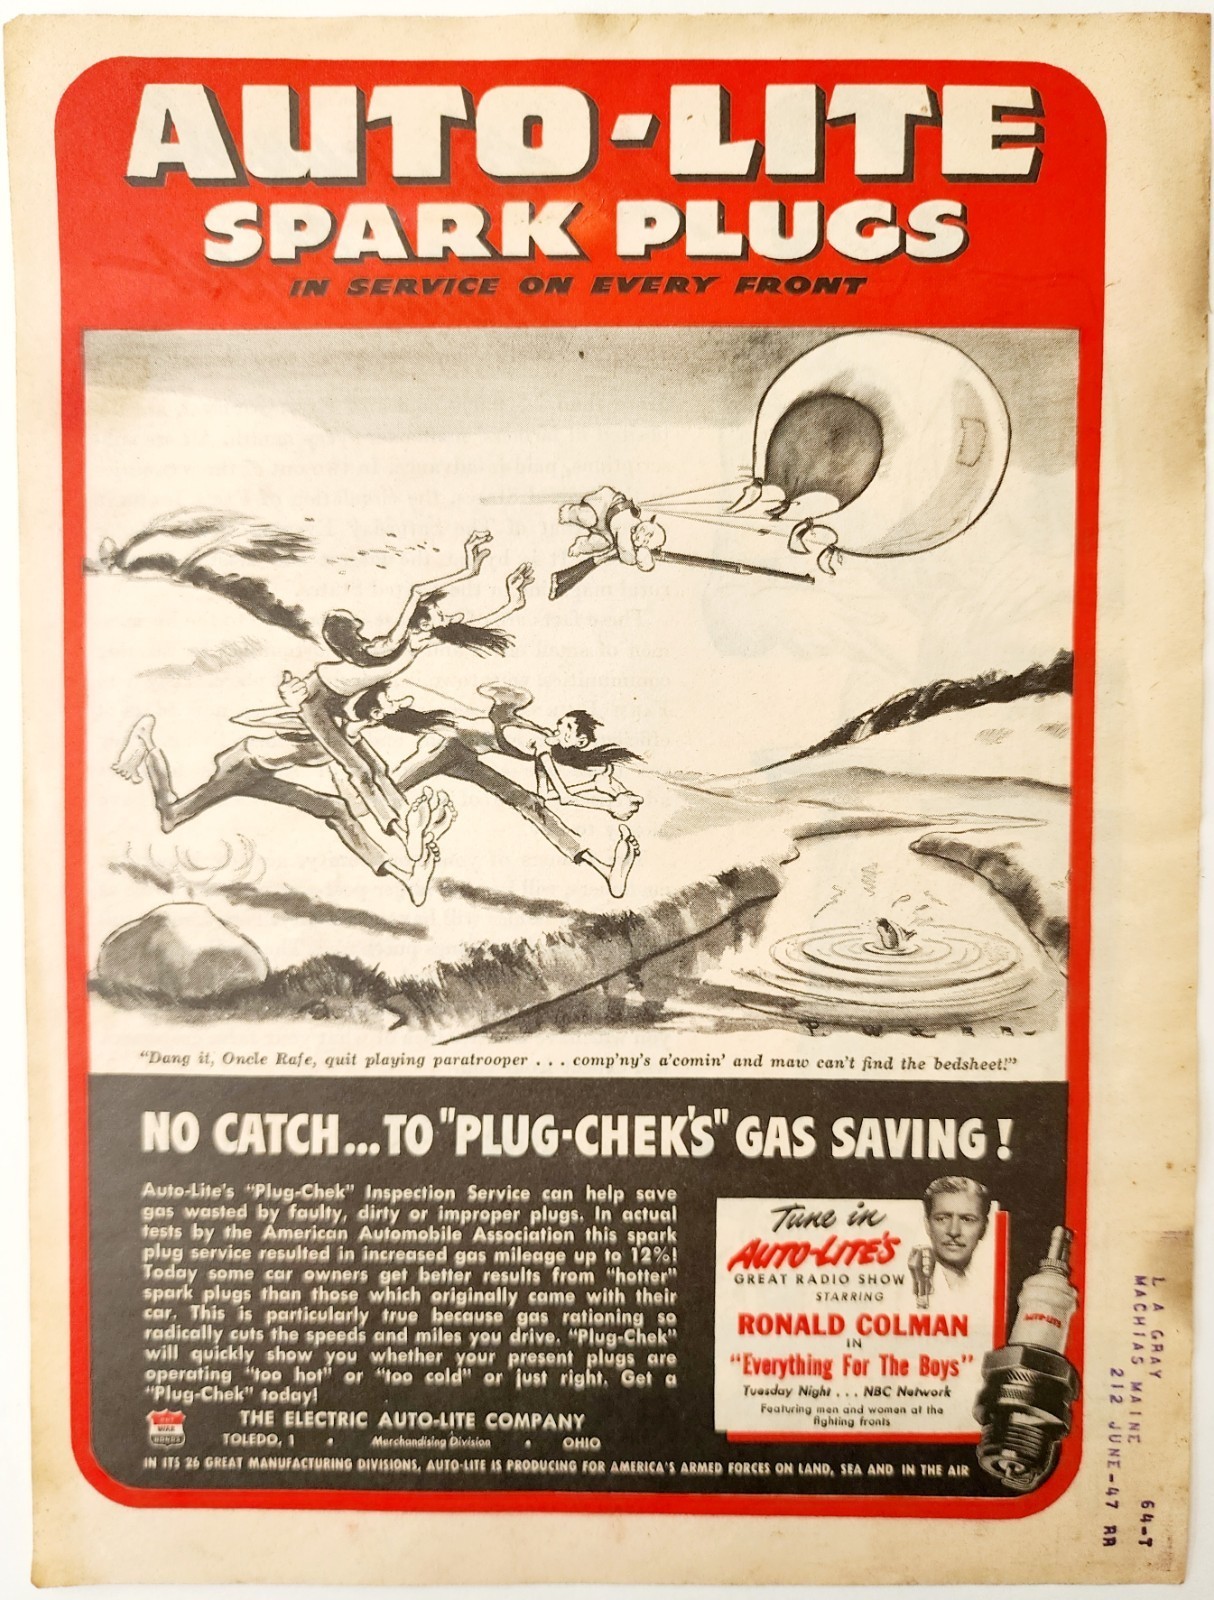 AUTO-LITE
SPARK PLUGS
IN SERVICE ON EVERY FRONT
P. WEBB
"Dang it, Oncle Rafe, quit playing paratrooper . . . comp'ny's a'comin' and maw can't find the bedsheet!"
NO CATCH...TO "PLUG-CHEK'S" GAS SAVING!
Auto-Lite's "Plug-Chek" Inspection Service can help save
gas wasted by faulty, dirty or improper plugs. In actual
tests by the American Automobile Association this spark
plug service resulted in increased gas mileage up to 12%!
Today some car owners get better results from "hotter"
spark plugs than those which originally came with their
car. This is particularly true because gas rationing so
radically cuts the speeds and miles you drive. "Plug-Chek"
will quickly show you whether your present plugs are
operating "too hot" or "too cold" or just right. Get a
"Plug-Chek" today!
THE ELECTRIC AUTO-LITE COMPANY
TOLEDO, 1 • Merchandising Division • OHIO
IN ITS 26 GREAT MANUFACTURING DIVISIONS, AUTO-LITE IS PRODUCING FOR AMERICA'S ARMED FORCES ON LAND, SEA AND IN THE AIR
BUY
WAR
BONDS
Tune in
AUTO-LITE'S
GREAT RADIO SHOW
STARRING
RONALD COLMAN
IN
"Everything For The Boys"
Tuesday Night . . . NBC Network
Featuring men and women at the
fighting fronts
AUTO-LITE
L A GRAY 64-T
MACHIAS MAINE
212 JUNE-47 RR